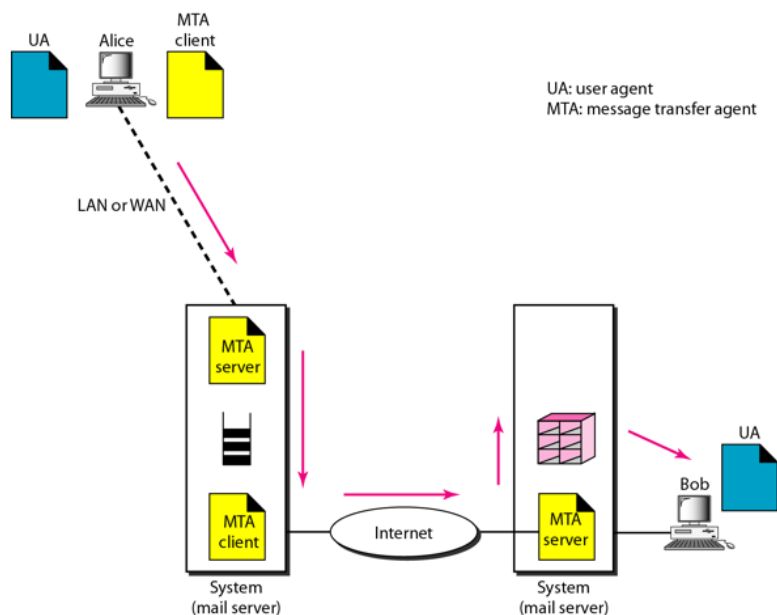 UA
Alice
MTA
client
UA: user agent
MTA: message transfer agent
LAN or WAN
MTA
server
MTA
client
Internet
MTA
server
UA
Bob
System
(mail server)
System
(mail server)